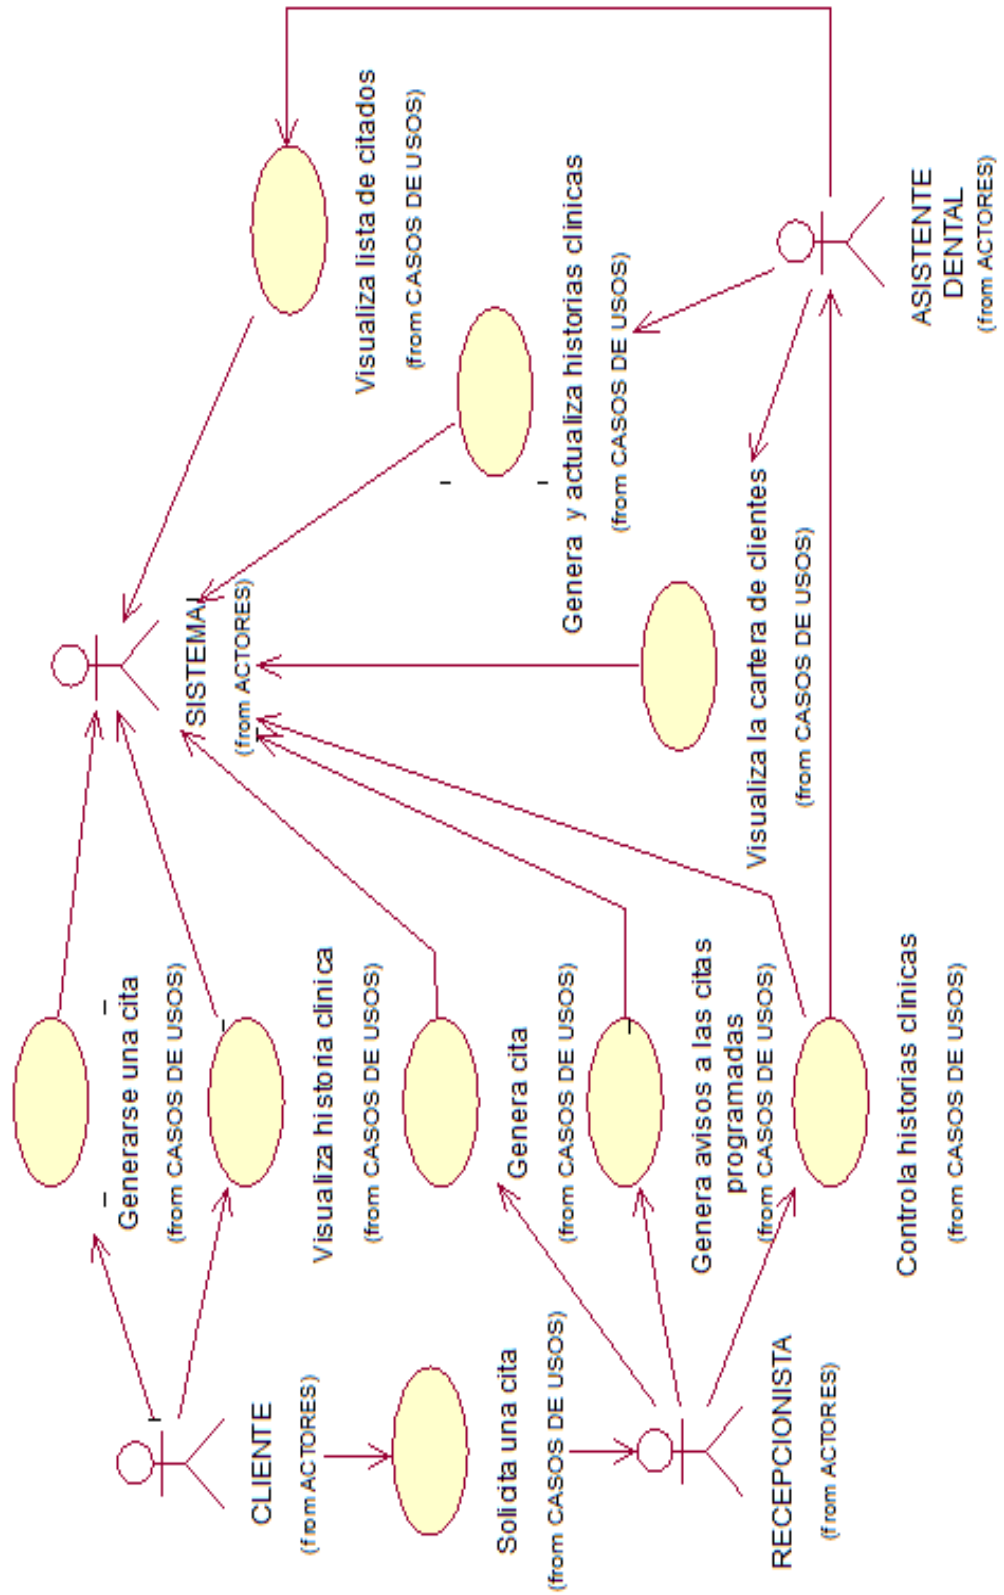 CLIENTE
(from ACTORES)
Generarse una cita
(from CASOS DE USOS)
SISTEMA
(from ACTORES)
Visualiza lista de citados
(from CASOS DE USOS)
Visualiza historia clinica
(from CASOS DE USOS)
Solicita una cita
(from CASOS DE USOS)
Genera cita
(from CASOS DE USOS)
Genera y actualiza historias clinicas
(from CASOS DE USOS)
Genera avisos a las citas
programadas
(from CASOS DE USOS)
Visualiza la cartera de clientes
(from CASOS DE USOS)
RECEPCIONISTA
(from ACTORES)
Controla historias clinicas
(from CASOS DE USOS)
ASISTENTE
DENTAL
(from ACTORES)